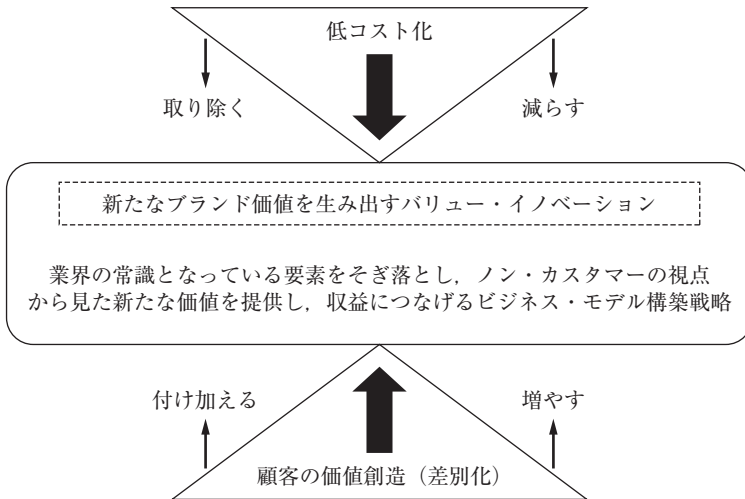 低コスト化
取り除く
減らす
新たなブランド価値を生み出すバリュー・イノベーション
業界の常識となっている要素をそぎ落とし，ノン・カスタマーの視点
から見た新たな価値を提供し，収益につなげるビジネス・モデル構築戦略
付け加える
増やす
顧客の価値創造（差別化）